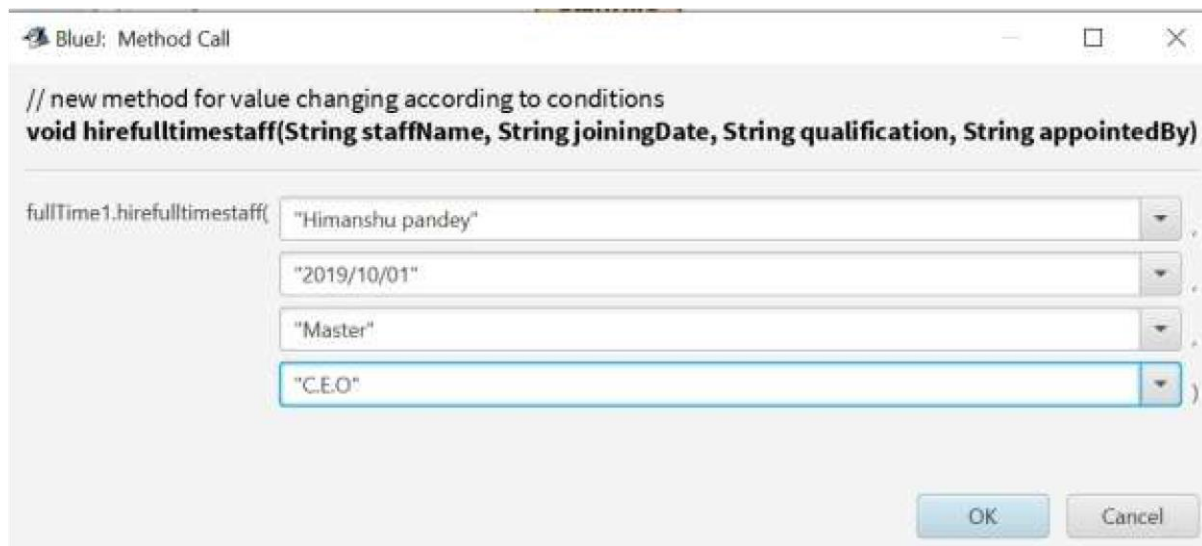 BlueJ: Method Call
// new method for value changing according to conditions
void hirefulltimestaff(String staffName, String joiningDate, String qualification, String appointedBy)
fullTime1.hirefulltimestaff( "Himanshu pandey" ,
"2019/10/01" ,
"Master" ,
"C.E.O" )
OK Cancel